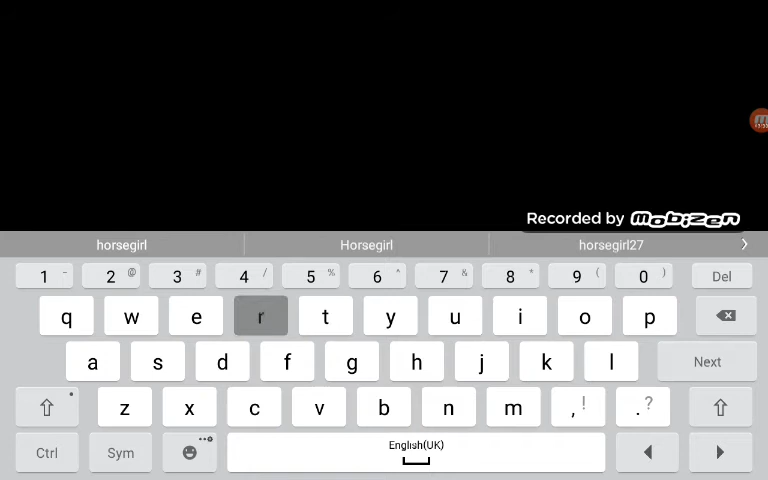 Recorded by Mobizen
horsegirl Horsegirl horsegirl27 >
1 - 2 @ 3 # 4 / 5 % 6 ^ 7 & 8 * 9 ( 0 ) Del
q w e r t y u i o p
a s d f g h j k l Next
z x c v b n m , ! . ?
Ctrl Sym English(UK)